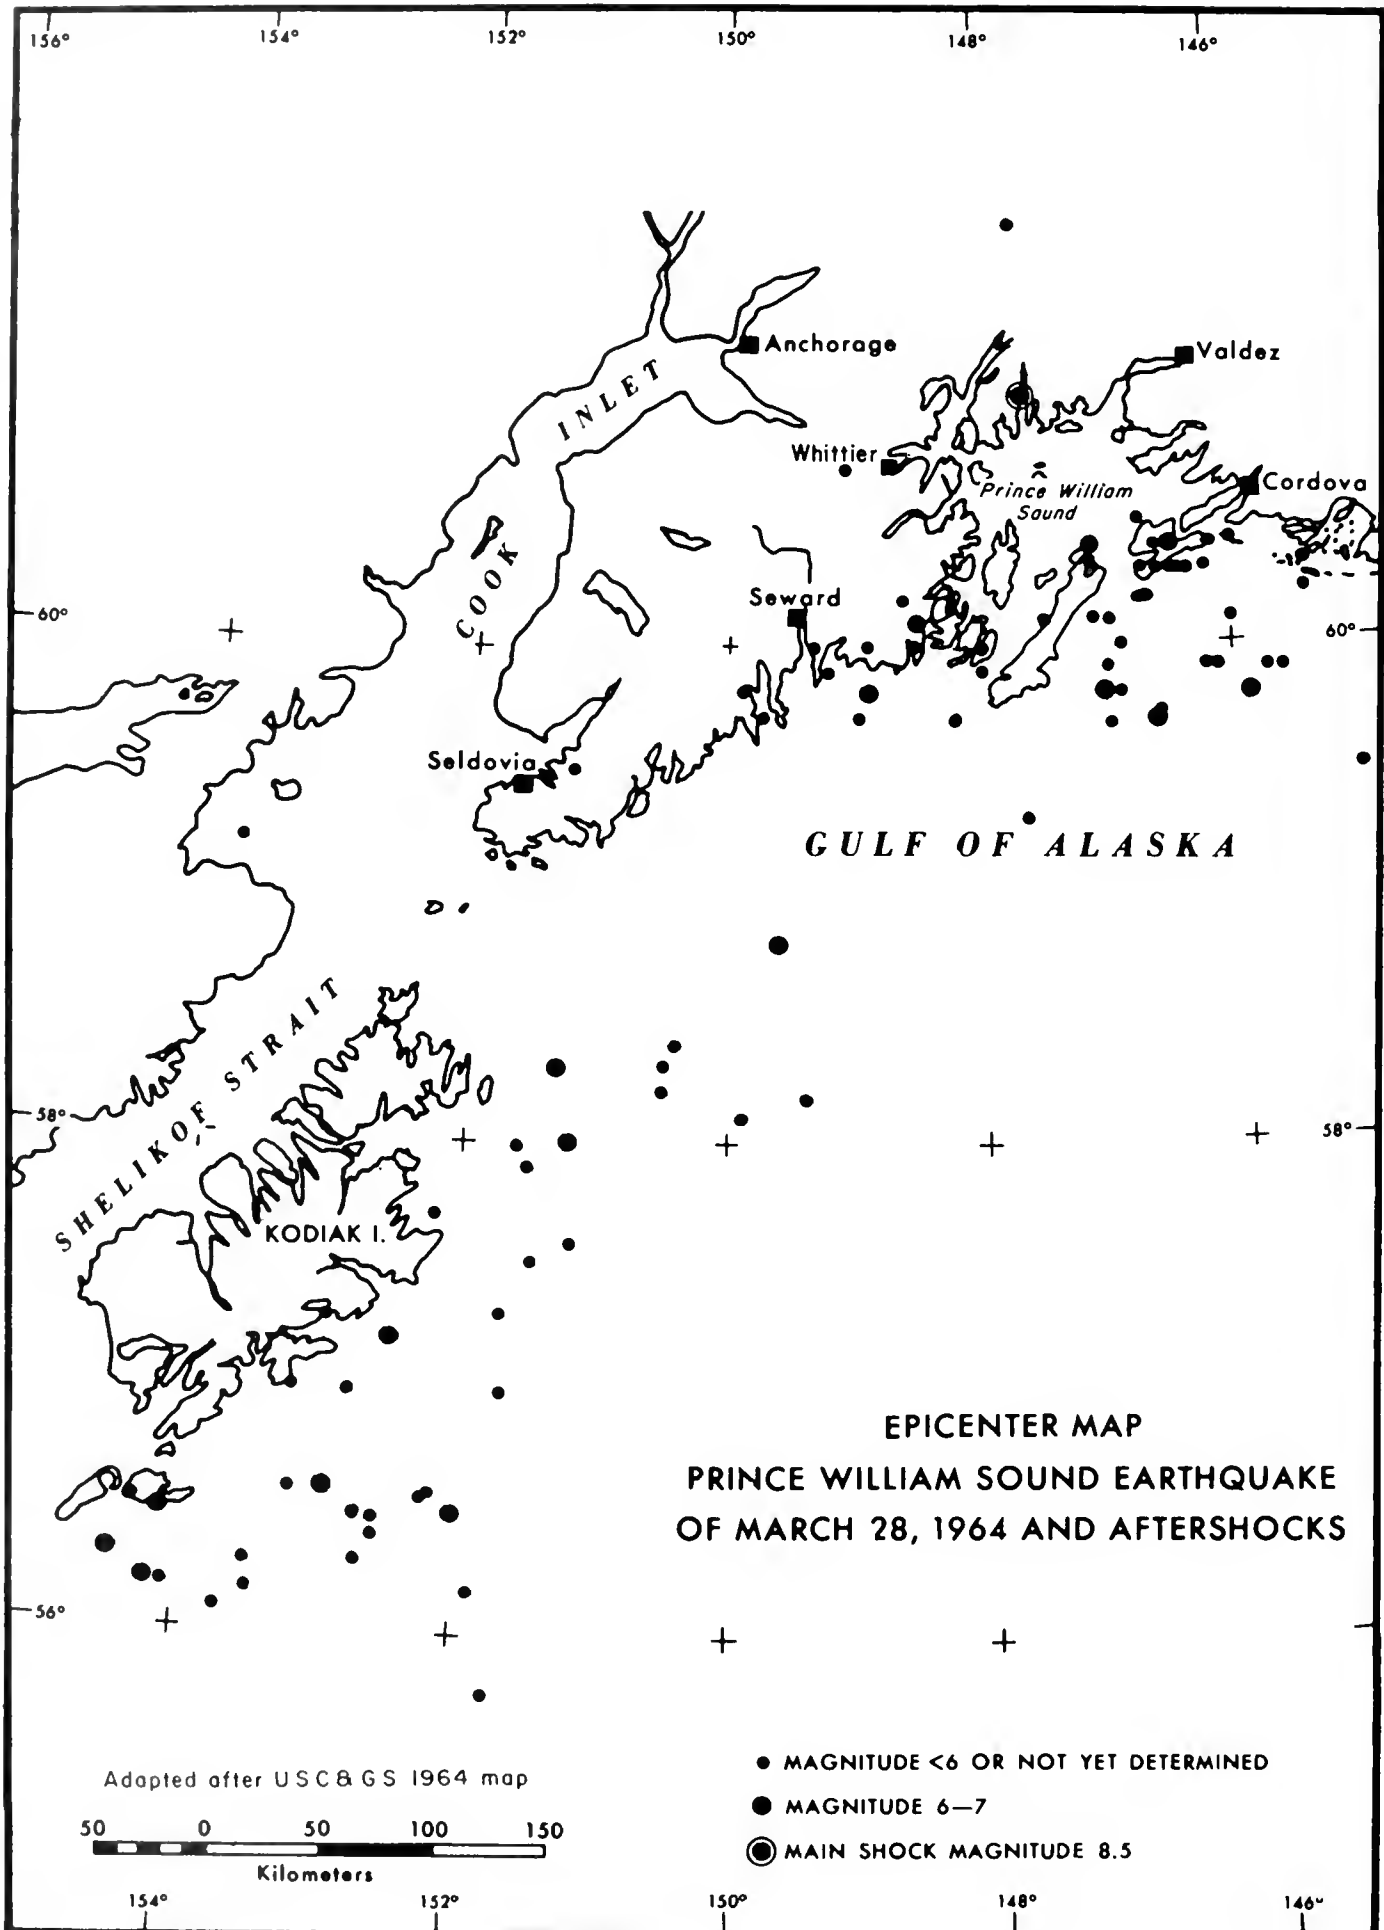 156° 154° 152° 150° 148° 146°
Anchorage
Valdez
INLET
Whittier
Prince William
Sound
Cordova
COOK
Seward
60°
60°
Seldovia
GULF OF ALASKA
SHELIKOF STRAIT
58°
58°
KODIAK I.
EPICENTER MAP
PRINCE WILLIAM SOUND EARTHQUAKE
OF MARCH 28, 1964 AND AFTERSHOCKS
56°
Adapted after USC&GS 1964 map
50 0 50 100 150
Kilometers
MAGNITUDE <6 OR NOT YET DETERMINED
MAGNITUDE 6–7
MAIN SHOCK MAGNITUDE 8.5
154° 152° 150° 148° 146°